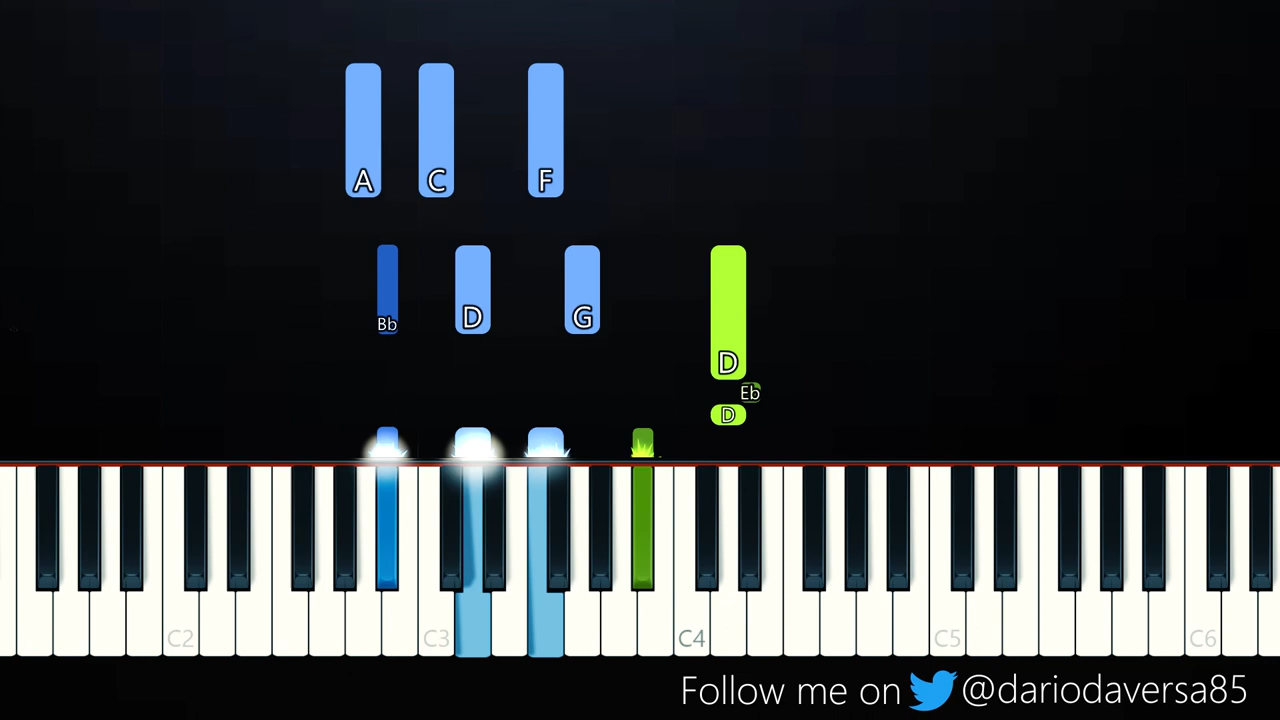 A C F
Bb D G D
Eb
D
C2 C3 C4 C5 C6
Follow me on @dariodaversa85